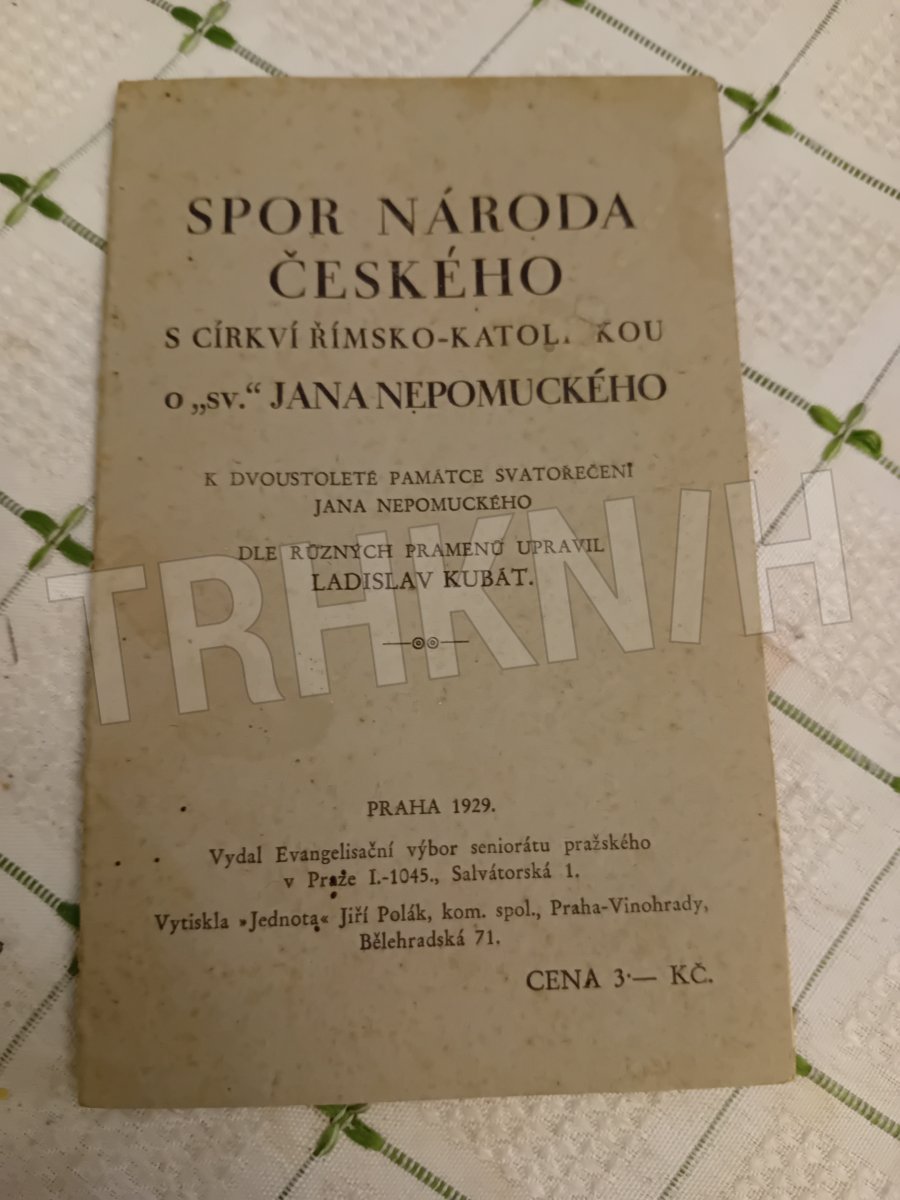 SPOR NÁRODA
ČESKÉHO
S CÍRKVÍ ŘÍMSKO-KATOL. KOU
O „SV.“ JANA NEPOMUCKÉHO
K DVOUSTOLETÉ PAMÁTCE SVATOŘEČENÍ
JANA NEPOMUCKÉHO
DLE RŮZNÝCH PRAMENŮ UPRAVIL
LADISLAV KUBÁT.
TRHKNIH
PRAHA 1929.
Vydal Evangelisační výbor seniorátu pražského
v Praze I.-1045., Salvátorská 1.
Vytiskla »Jednota« Jiří Polák, kom. spol., Praha-Vinohrady,
Bělehradská 71.
CENA 3·— KČ.